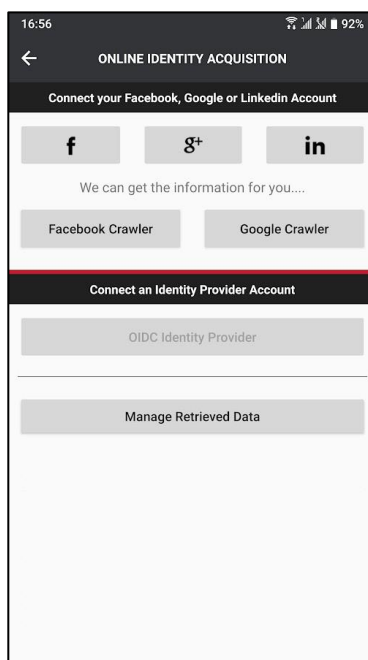 16:56 92%
ONLINE IDENTITY ACQUISITION
Connect your Facebook, Google or Linkedin Account
f g+ in
We can get the information for you....
Facebook Crawler Google Crawler
Connect an Identity Provider Account
OIDC Identity Provider
Manage Retrieved Data